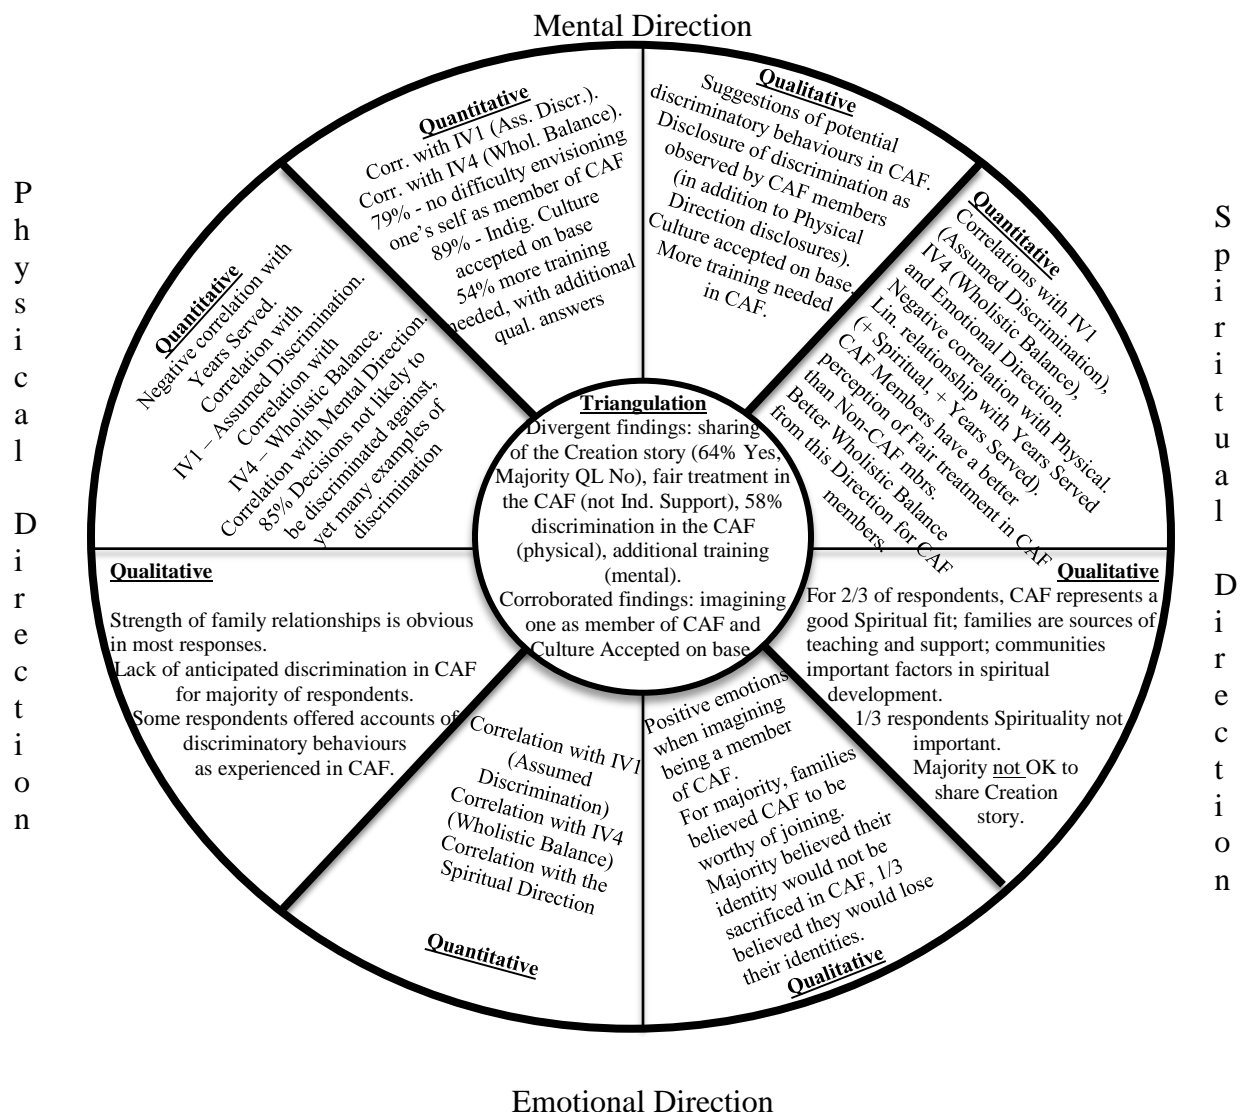 Mental Direction
Quantitative
Corr. with IV1 (Ass. Discr.).
Corr. with IV4 (Whol. Balance).
79% - no difficulty envisioning
one's self as member of CAF
89% - Indig. Culture
accepted on base
54% more training
needed, with additional
qual. answers
Qualitative
Suggestions of potential
discriminatory behaviours in CAF.
Disclosure of discrimination as
observed by CAF members
(in addition to Physical
Direction disclosures).
Culture accepted on base.
More training needed
in CAF.
Physical Direction
Quantitative
Negative correlation with
Years Served.
Correlation with
IV1 – Assumed Discrimination.
Correlation with
IV4 – Wholistic Balance.
Correlation with Mental Direction.
85% Decisions not likely to
be discriminated against,
yet many examples of
discrimination
Quantitative
Correlations with IV1
(Assumed Discrimination),
IV4 (Wholistic Balance),
and Emotional Direction.
Negative correlation with Physical.
Lin. relationship with Years Served
(+ Spiritual, + Years Served).
CAF Members have a better
perception of Fair treatment in CAF
than Non-CAF mbrs.
Better Wholistic Balance
from this Direction for CAF
members.
Spiritual Direction
Triangulation
Divergent findings: sharing
of the Creation story (64% Yes,
Majority QL No), fair treatment in
the CAF (not Ind. Support), 58%
discrimination in the CAF
(physical), additional training
(mental).
Corroborated findings: imagining
one as member of CAF and
Culture Accepted on base.
Qualitative
Strength of family relationships is obvious
in most responses.
Lack of anticipated discrimination in CAF
for majority of respondents.
Some respondents offered accounts of
discriminatory behaviours
as experienced in CAF.
Qualitative
For 2/3 of respondents, CAF represents a
good Spiritual fit; families are sources of
teaching and support; communities
important factors in spiritual
development.
1/3 respondents Spirituality not
important.
Majority not OK to
share Creation
story.
Correlation with IV1
(Assumed
Discrimination)
Correlation with IV4
(Wholistic Balance)
Correlation with the
Spiritual Direction
Quantitative
Positive emotions
when imagining
being a member
of CAF.
For majority, families
believed CAF to be
worthy of joining.
Majority believed their
identity would not be
sacrificed in CAF, 1/3
believed they would lose
their identities.
Qualitative
Emotional Direction